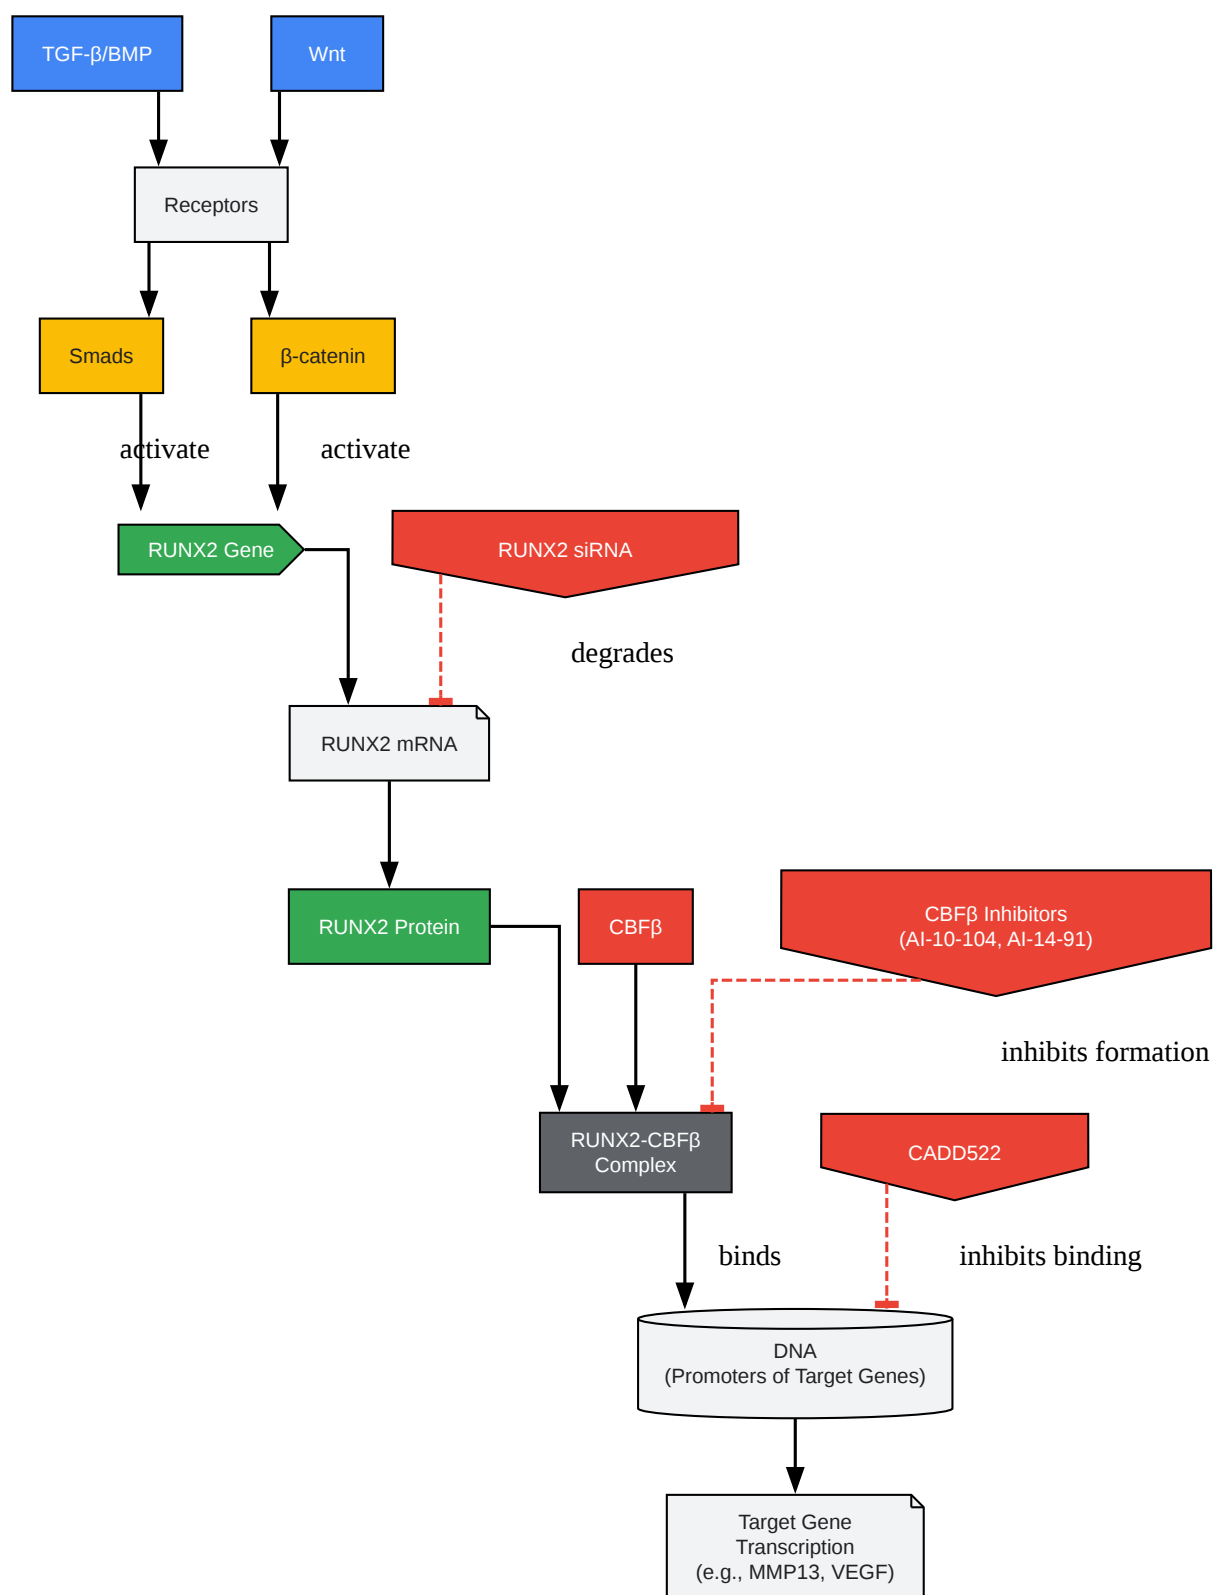 TGF-β/BMP
Wnt
Receptors
Smads
β-catenin
activate
activate
RUNX2 Gene
RUNX2 siRNA
degrades
RUNX2 mRNA
RUNX2 Protein
CBFβ
CBFβ Inhibitors
(AI-10-104, AI-14-91)
inhibits formation
RUNX2-CBFβ
Complex
CADD522
binds
inhibits binding
DNA
(Promoters of Target Genes)
Target Gene
Transcription
(e.g., MMP13, VEGF)